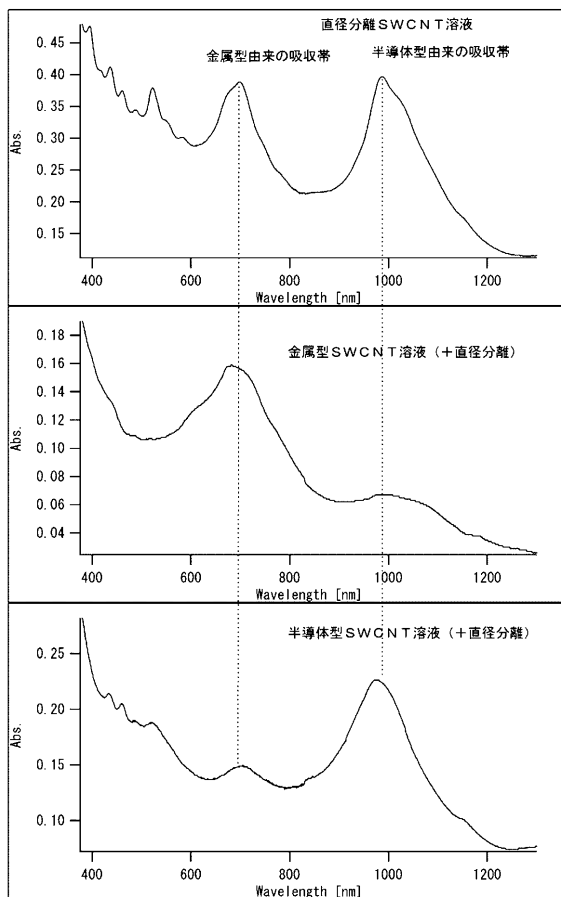 直径分離ＳＷＣＮＴ溶液
金属型由来の吸収帯
半導体型由来の吸収帯
0.45
0.40
0.35
0.30
0.25
0.20
0.15
Abs.
400 600 800 1000 1200
Wavelength [nm]
金属型ＳＷＣＮＴ溶液（＋直径分離）
0.18
0.16
0.14
0.12
0.10
0.08
0.06
0.04
Abs.
400 600 800 1000 1200
Wavelength [nm]
半導体型ＳＷＣＮＴ溶液（＋直径分離）
0.25
0.20
0.15
0.10
Abs.
400 600 800 1000 1200
Wavelength [nm]